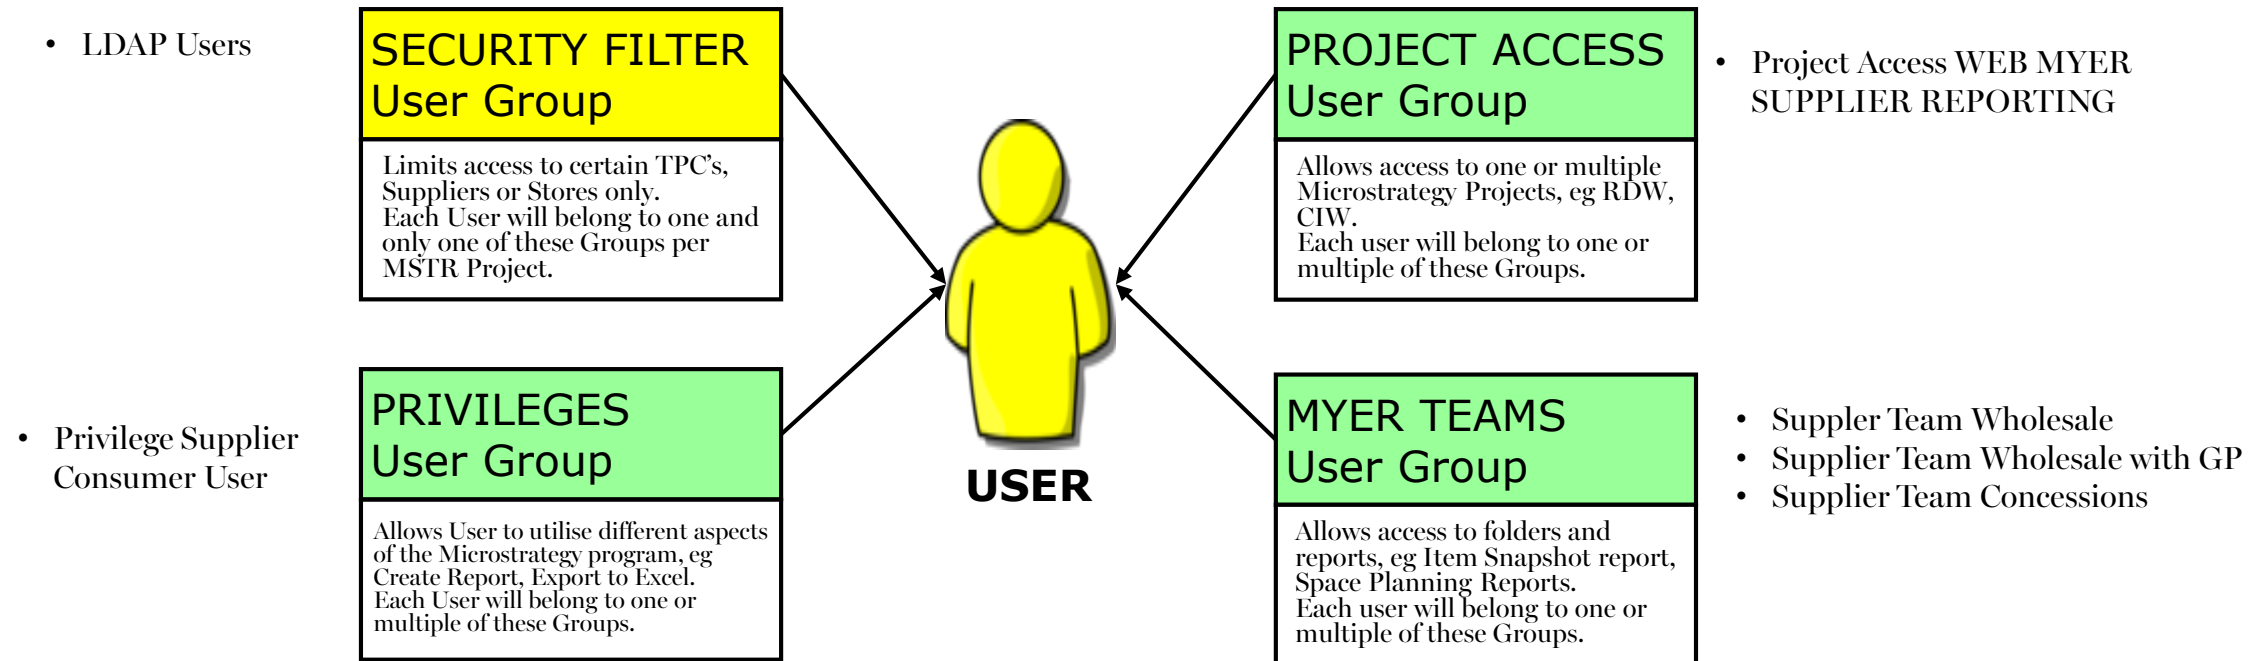 • LDAP Users
SECURITY FILTER
User Group
Limits access to certain TPC's,
Suppliers or Stores only.
Each User will belong to one and
only one of these Groups per
MSTR Project.
PROJECT ACCESS
User Group
Allows access to one or multiple
Microstrategy Projects, eg RDW,
CIW.
Each user will belong to one or
multiple of these Groups.
• Project Access WEB MYER
SUPPLIER REPORTING
• Privilege Supplier
Consumer User
PRIVILEGES
User Group
Allows User to utilise different aspects
of the Microstrategy program, eg
Create Report, Export to Excel.
Each User will belong to one or
multiple of these Groups.
USER
MYER TEAMS
User Group
Allows access to folders and
reports, eg Item Snapshot report,
Space Planning Reports.
Each user will belong to one or
multiple of these Groups.
• Suppler Team Wholesale
• Supplier Team Wholesale with GP
• Supplier Team Concessions